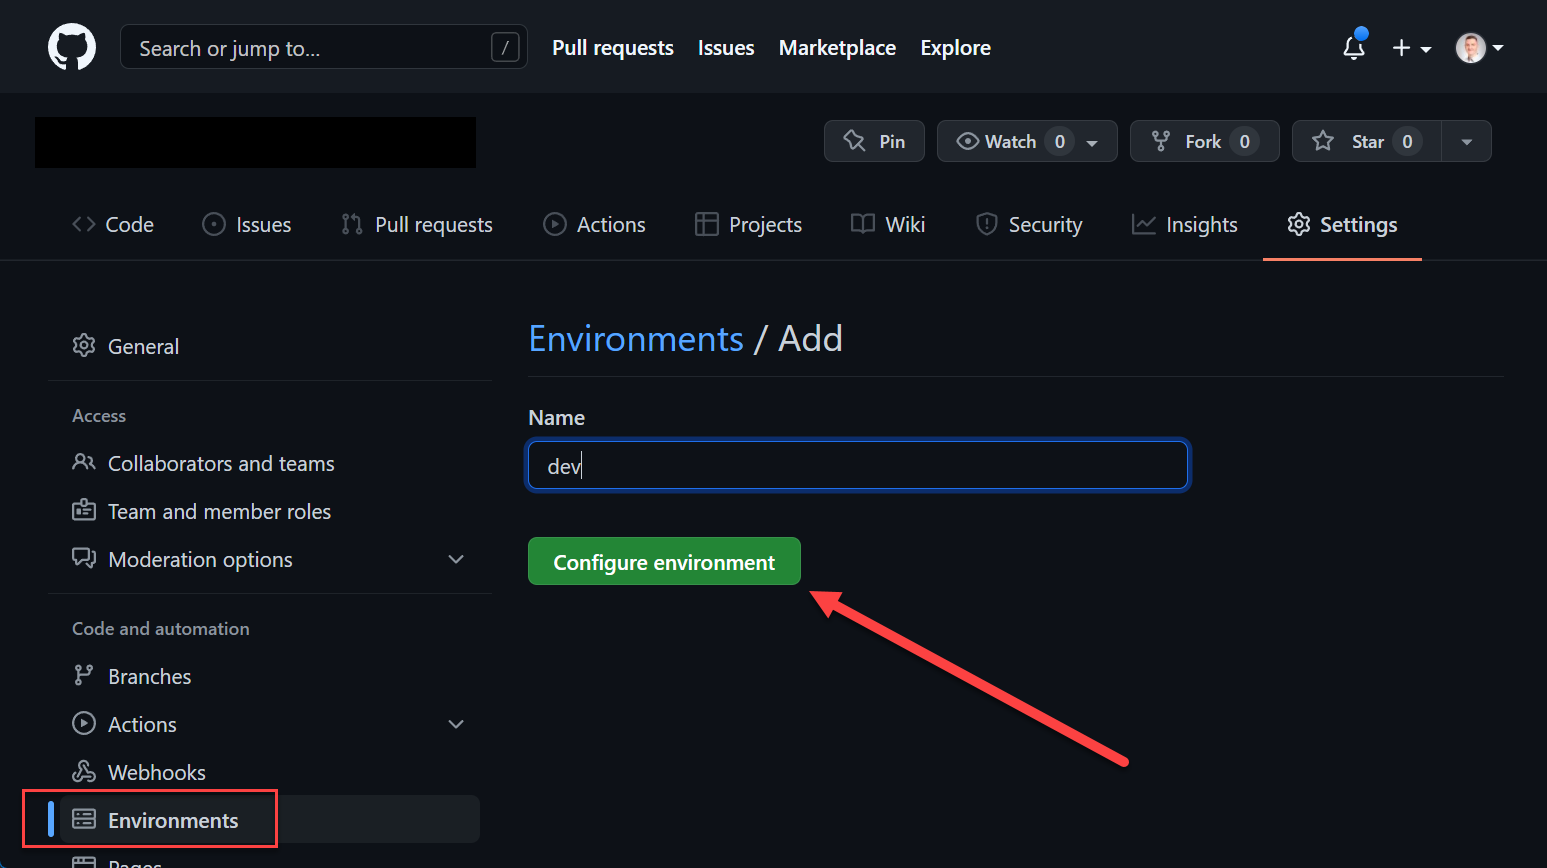 Search or jump to... /
Pull requests Issues Marketplace Explore
Pin Watch 0 Fork 0 Star 0
Code Issues Pull requests Actions Projects Wiki Security Insights Settings
General
Access
Collaborators and teams
Team and member roles
Moderation options
Code and automation
Branches
Actions
Webhooks
Environments
Pages
Environments / Add
Name
dev
Configure environment